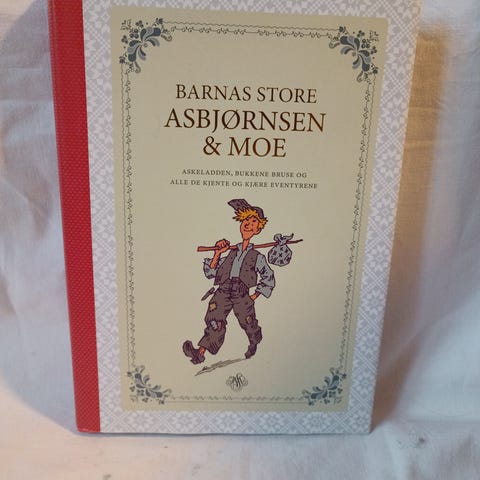 BARNAS STORE
ASBJØRNSEN
& MOE
ASKELADDEN, BUKKENE BRUSE OG
ALLE DE KJENTE OG KJÆRE EVENTYRENE